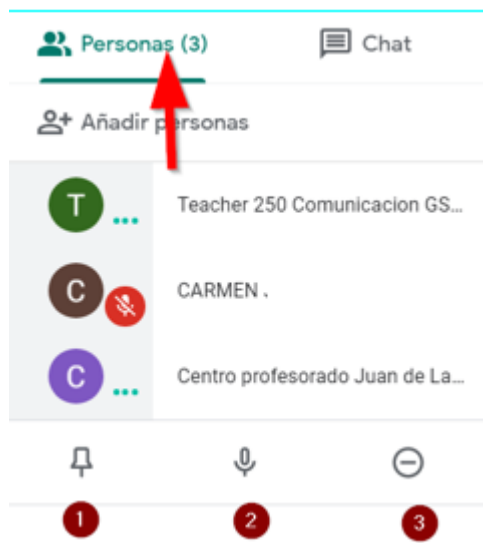 Personas (3) Chat
Añadir personas
T Teacher 250 Comunicacion GS...
C CARMEN .
C Centro profesorado Juan de La...
1 2 3